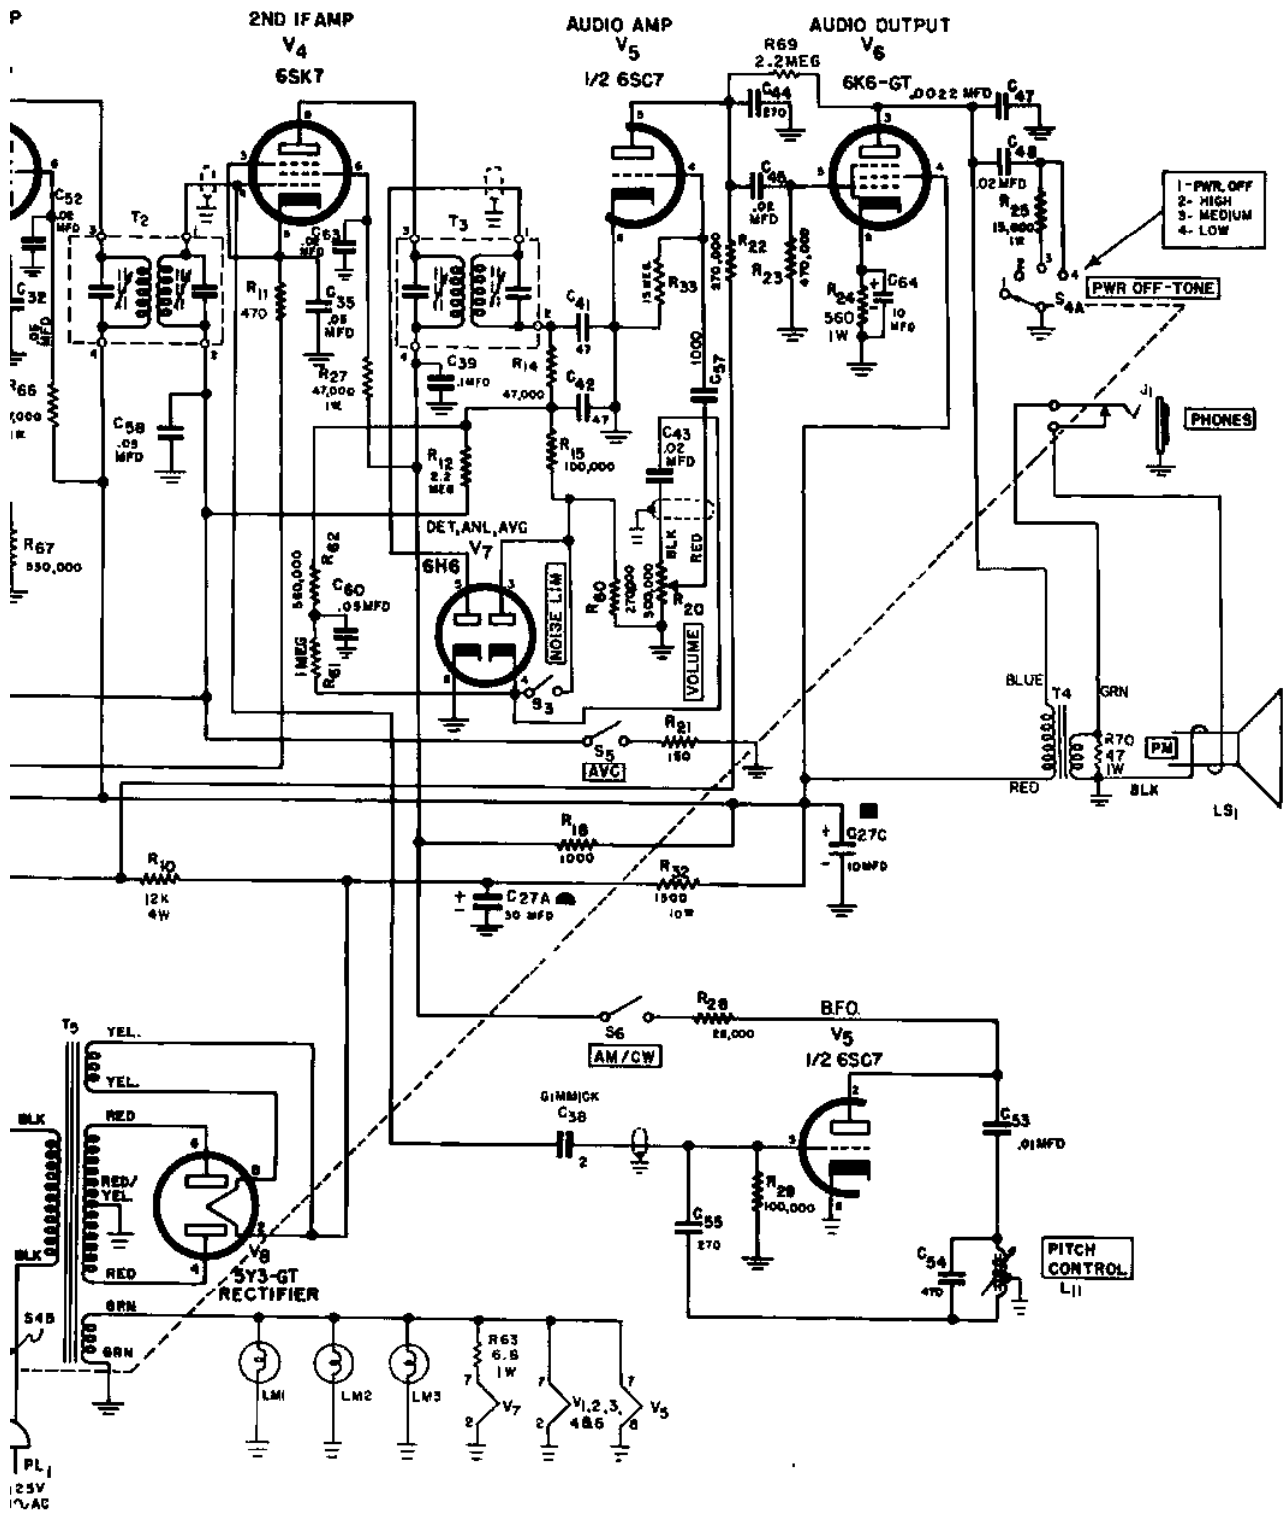 P
2ND IF AMP
V4
6SK7
AUDIO AMP
V5
1/2 6SC7
AUDIO OUTPUT
V6
6K6-GT
R69
2.2MEG
C44
270
.0022 MFD
C47
C48
.02MFD
R25
15,000
1W
1-PWR. OFF
2- HIGH
3- MEDIUM
4- LOW
PWR OFF-TONE
S4A
C52
.02
MFD
T2
C32
.05
MFD
R66
R11
470
C63
MFD
C35
.05
MFD
R27
47,000
1W
T3
C39
.1MFD
C41
47
R14
47,000
C42
47
R15
100,000
15 MEG
R33
1000
C57
C45
.02
MFD
R22
270,000
R23
470,000
R24
560
1W
C64
10
MFD
J1
PHONES
C58
.05
MFD
R12
2.2
MEG
C43
.02
MFD
BLK
RED
R67
330,000
DET, ANL, AVC
V7
6H6
R62
560,000
C60
.05MFD
1 MEG
R61
NOISE LIM
S3
R60
270,000
500,000
R20
VOLUME
S5
AVC
R21
150
BLUE
T4
GRN
R70
47
1W
RED
BLK
PM
LS1
R18
1000
C27C
10MFD
R10
12K
4W
C27A
30 MFD
R32
1500
10W
S6
AM/CW
R28
22,000
B.F.O.
V5
1/2 6SC7
T5
YEL.
YEL.
BLK
RED
RED/
YEL.
BLK
RED
V8
5Y3-GT
RECTIFIER
GIMMICK
C38
2
C55
270
R29
100,000
C53
.01MFD
C54
470
PITCH
CONTROL
L11
S4B
GRN
GRN
LM1
LM2
LM3
R63
6.8
1W
V7
V1,2,3,
4&6
V5
PL1
25V
AC